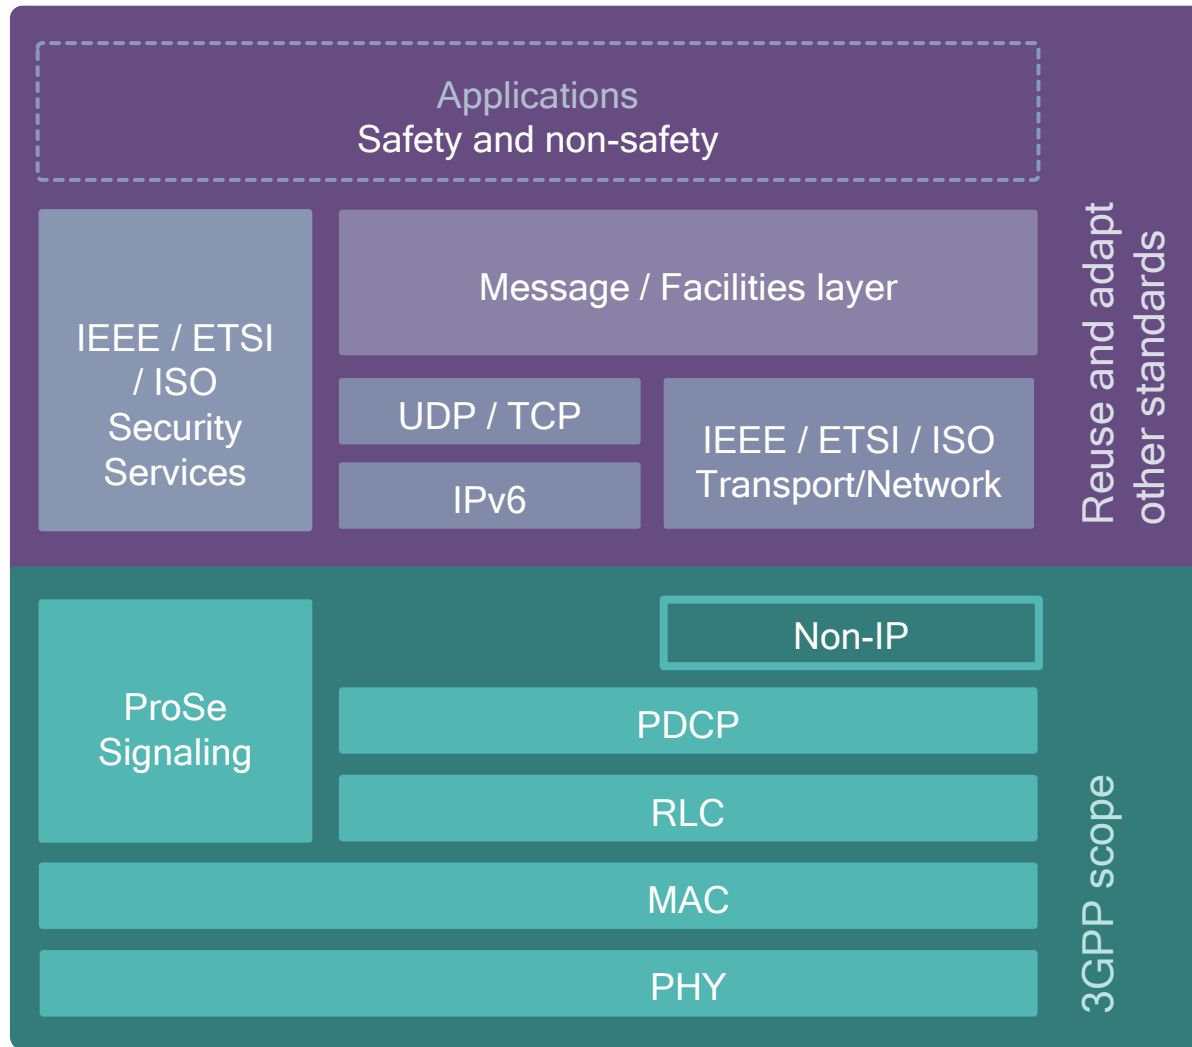 Applications
Safety and non-safety
IEEE / ETSI
/ ISO
Security
Services
Message / Facilities layer
UDP / TCP
IPv6
IEEE / ETSI / ISO
Transport/Network
Reuse and adapt
other standards
ProSe
Signaling
Non-IP
PDCP
RLC
MAC
PHY
3GPP scope